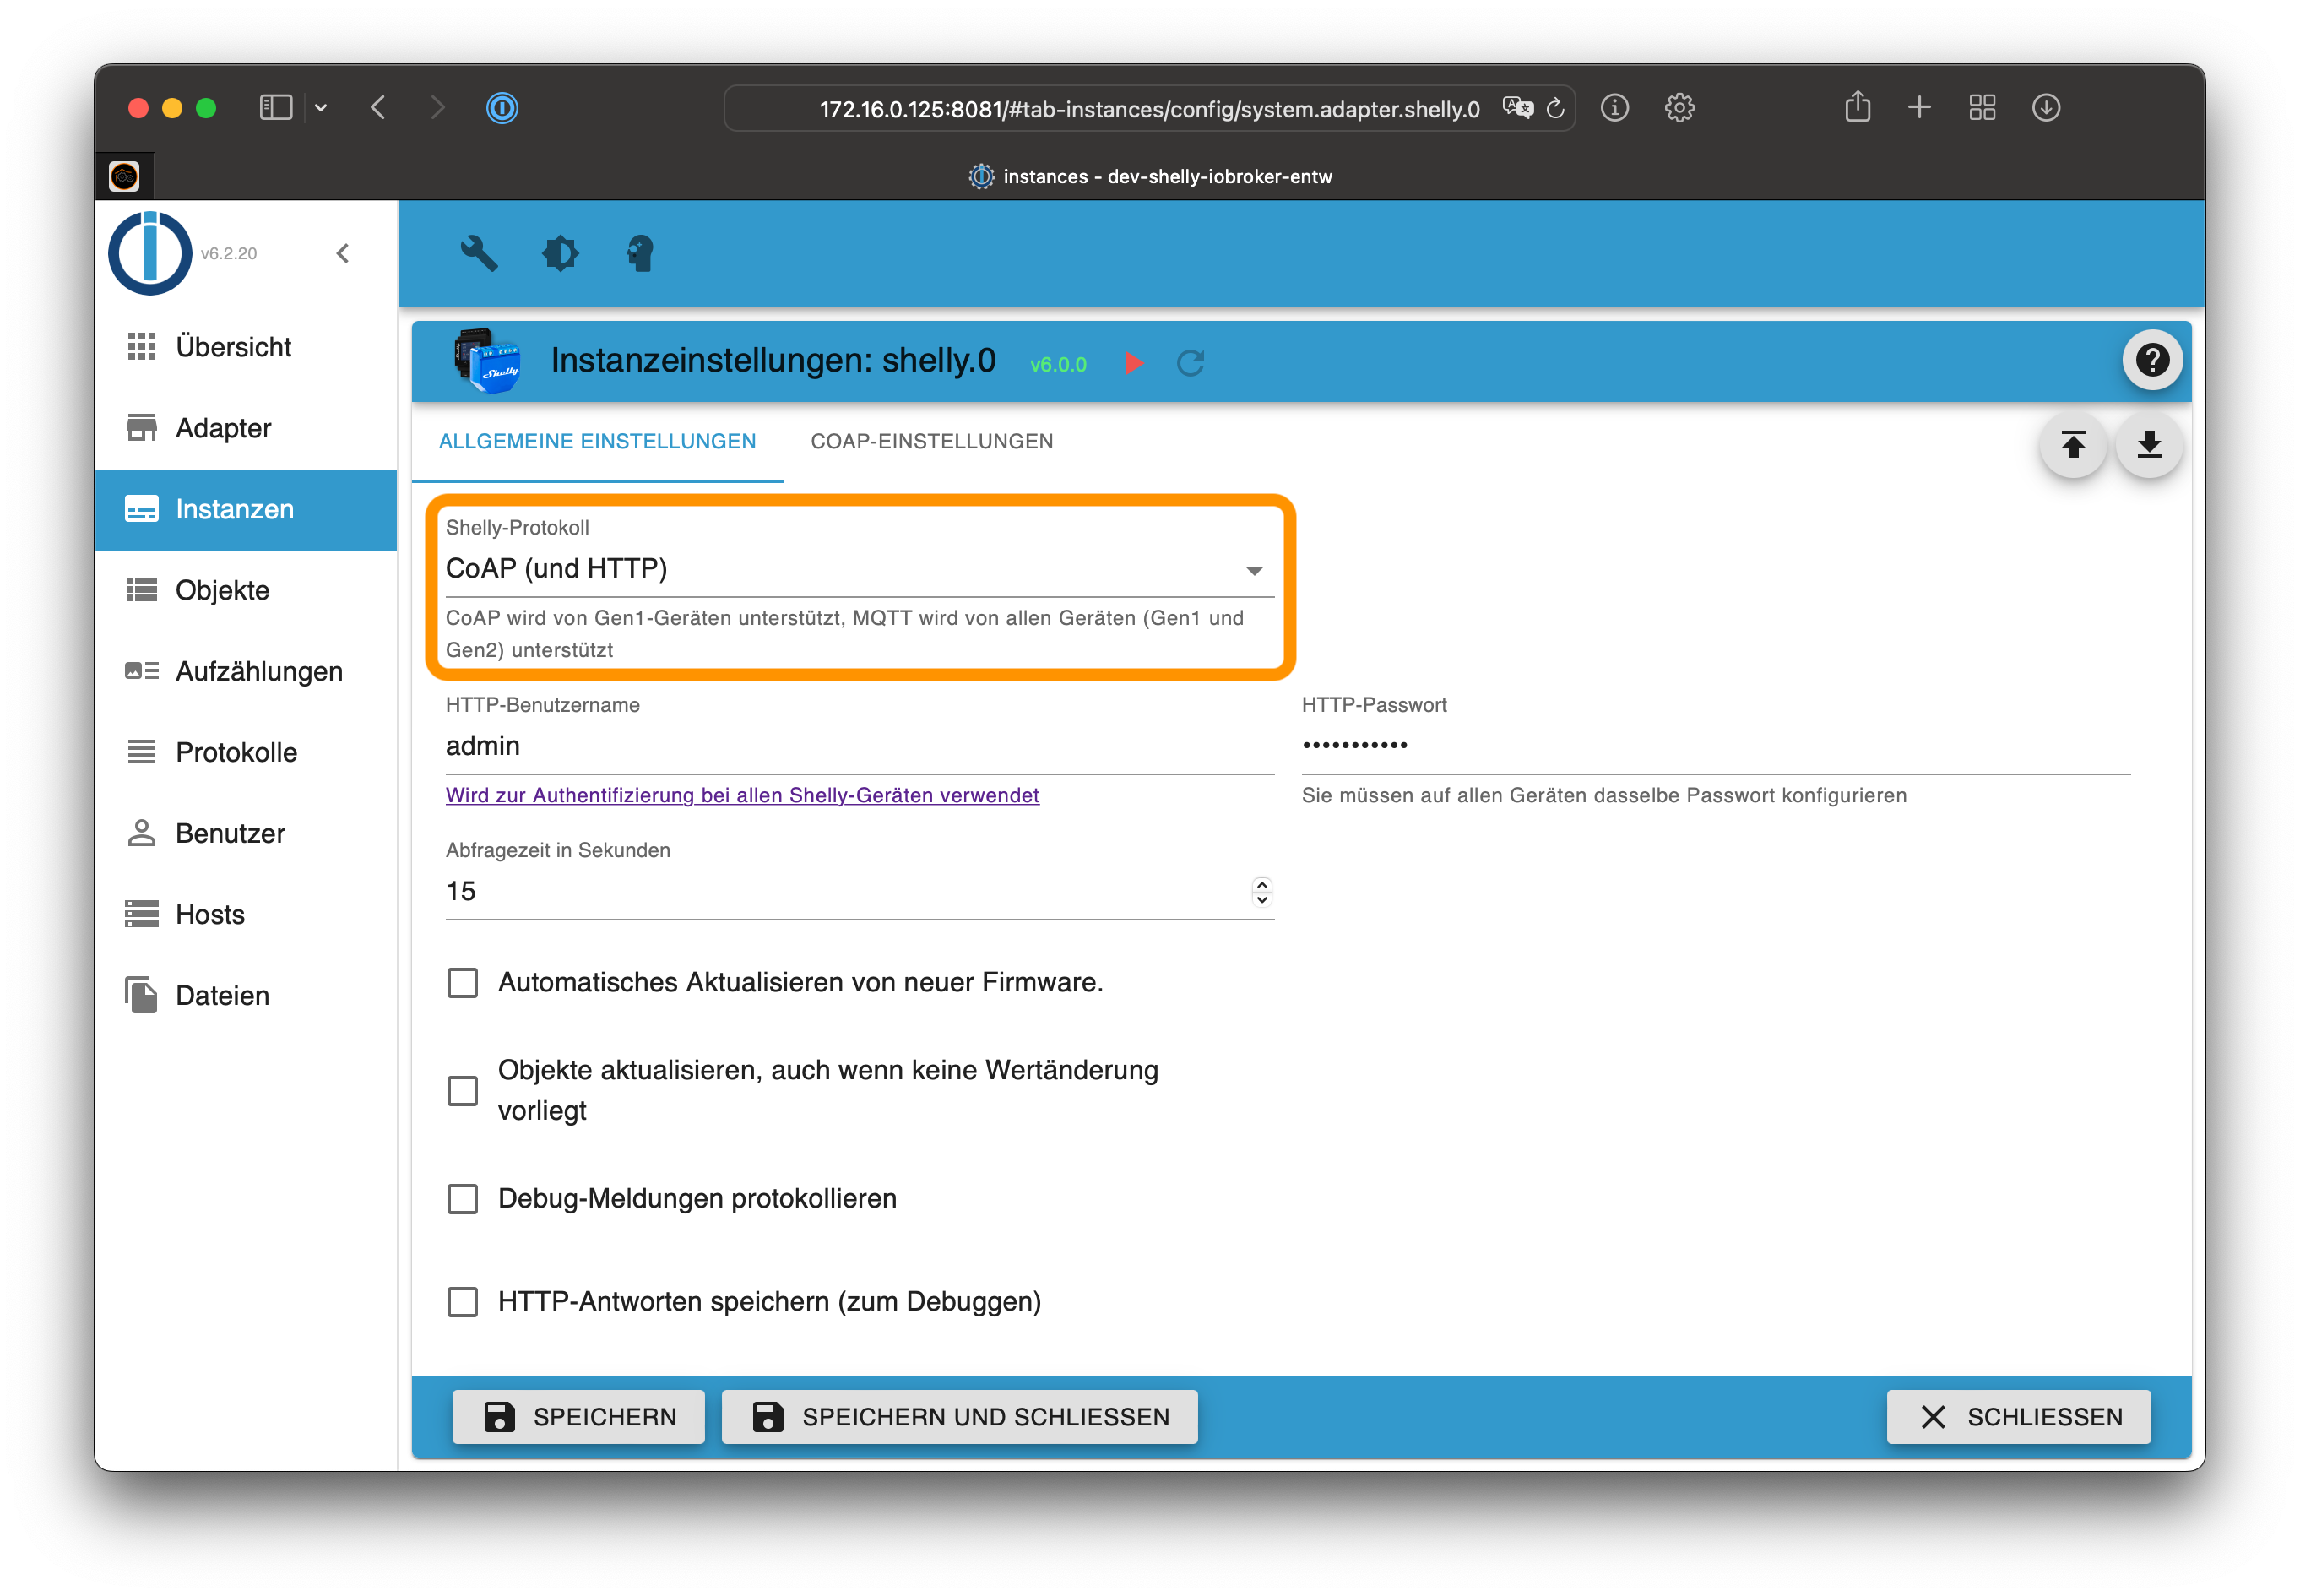 172.16.0.125:8081/#tab-instances/config/system.adapter.shelly.0
instances - dev-shelly-iobroker-entw
v6.2.20
Übersicht
Adapter
Instanzen
Objekte
Aufzählungen
Protokolle
Benutzer
Hosts
Dateien
Shelly
Instanzeinstellungen: shelly.0 v6.0.0
ALLGEMEINE EINSTELLUNGEN COAP-EINSTELLUNGEN
Shelly-Protokoll
CoAP (und HTTP)
CoAP wird von Gen1-Geräten unterstützt, MQTT wird von allen Geräten (Gen1 und
Gen2) unterstützt
HTTP-Benutzername
admin
Wird zur Authentifizierung bei allen Shelly-Geräten verwendet
HTTP-Passwort
•••••••••••
Sie müssen auf allen Geräten dasselbe Passwort konfigurieren
Abfragezeit in Sekunden
15
Automatisches Aktualisieren von neuer Firmware.
Objekte aktualisieren, auch wenn keine Wertänderung
vorliegt
Debug-Meldungen protokollieren
HTTP-Antworten speichern (zum Debuggen)
SPEICHERN
SPEICHERN UND SCHLIESSEN
SCHLIESSEN